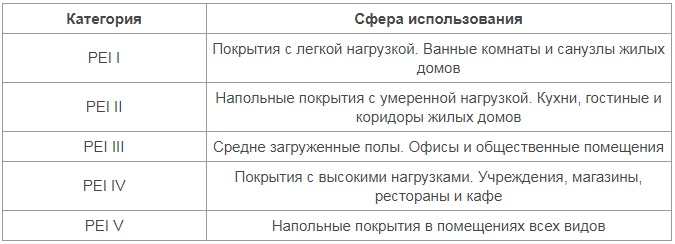 Категория Сфера использования
PEI I Покрытия с легкой нагрузкой. Ванные комнаты и санузлы жилых
домов
PEI II Напольные покрытия с умеренной нагрузкой. Кухни, гостиные и
коридоры жилых домов
PEI III Средне загруженные полы. Офисы и общественные помещения
PEI IV Покрытия с высокими нагрузками. Учреждения, магазины,
рестораны и кафе
PEI V Напольные покрытия в помещениях всех видов